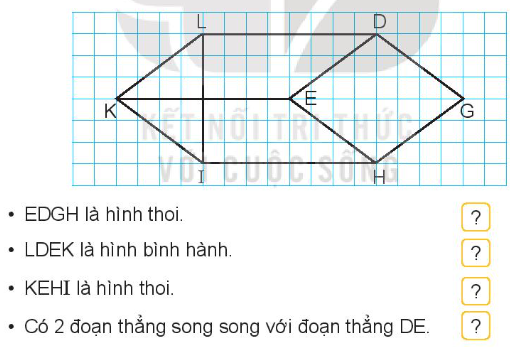 L D
K E G
KẾT NỐI TRI THỨC
VỚI CUỘC SỐNG
I H
• EDGH là hình thoi. ?
• LDEK là hình bình hành. ?
• KEHI là hình thoi. ?
• Có 2 đoạn thẳng song song với đoạn thẳng DE. ?